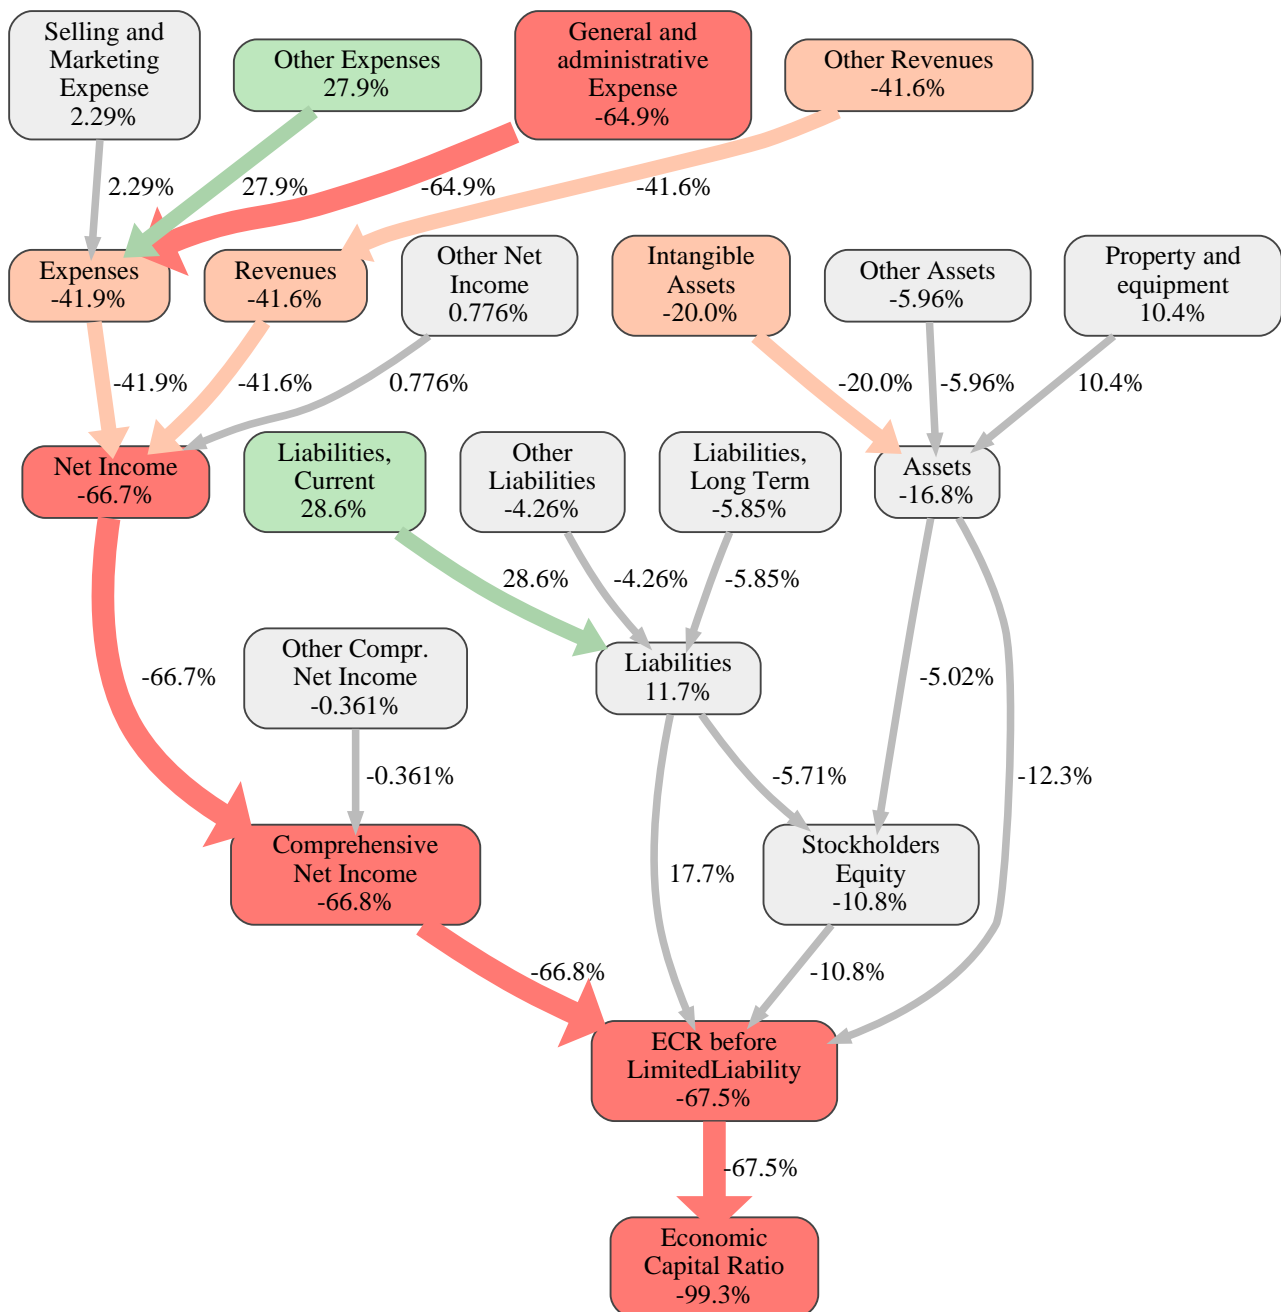 Selling and
Marketing
Expense
2.29%
Other Expenses
27.9%
General and
administrative
Expense
-64.9%
Other Revenues
-41.6%
2.29%
27.9%
-64.9%
-41.6%
Expenses
-41.9%
Revenues
-41.6%
Other Net
Income
0.776%
Intangible
Assets
-20.0%
Other Assets
-5.96%
Property and
equipment
10.4%
-41.9%
-41.6%
0.776%
-20.0%
-5.96%
10.4%
Net Income
-66.7%
Liabilities,
Current
28.6%
Other
Liabilities
-4.26%
Liabilities,
Long Term
-5.85%
Assets
-16.8%
28.6%
-4.26%
-5.85%
-66.7%
Other Compr.
Net Income
-0.361%
Liabilities
11.7%
-5.02%
-0.361%
-5.71%
-12.3%
Comprehensive
Net Income
-66.8%
17.7%
Stockholders
Equity
-10.8%
-66.8%
-10.8%
ECR before
LimitedLiability
-67.5%
-67.5%
Economic
Capital Ratio
-99.3%